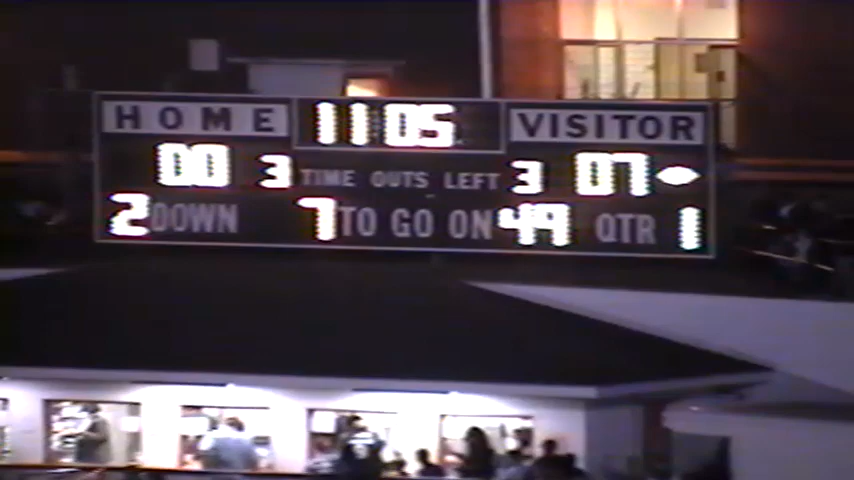 HOME 11 05 VISITOR
00 3 TIME OUTS LEFT 3 07
2 DOWN 7 TO GO ON 49 QTR 1